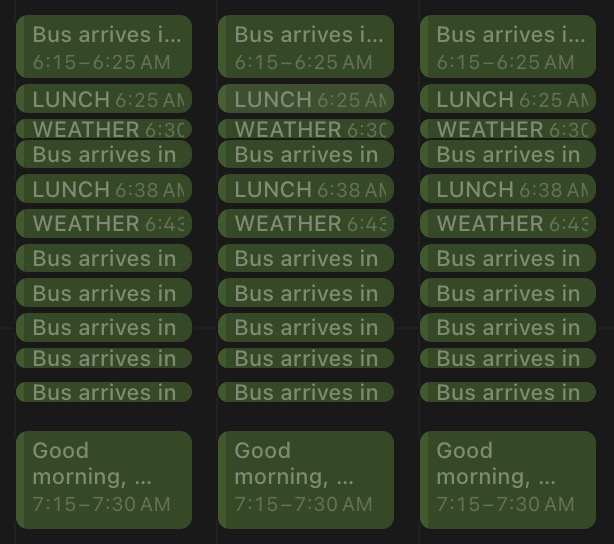 Bus arrives i...
6:15–6:25 AM
LUNCH 6:25 AM
WEATHER 6:30
Bus arrives in
LUNCH 6:38 AM
WEATHER 6:43
Bus arrives in
Bus arrives in
Bus arrives in
Bus arrives in
Bus arrives in
Good
morning, ...
7:15–7:30 AM
Bus arrives i...
6:15–6:25 AM
LUNCH 6:25 AM
WEATHER 6:30
Bus arrives in
LUNCH 6:38 AM
WEATHER 6:43
Bus arrives in
Bus arrives in
Bus arrives in
Bus arrives in
Bus arrives in
Good
morning, ...
7:15–7:30 AM
Bus arrives i...
6:15–6:25 AM
LUNCH 6:25 AM
WEATHER 6:30
Bus arrives in
LUNCH 6:38 AM
WEATHER 6:43
Bus arrives in
Bus arrives in
Bus arrives in
Bus arrives in
Bus arrives in
Good
morning, ...
7:15–7:30 AM